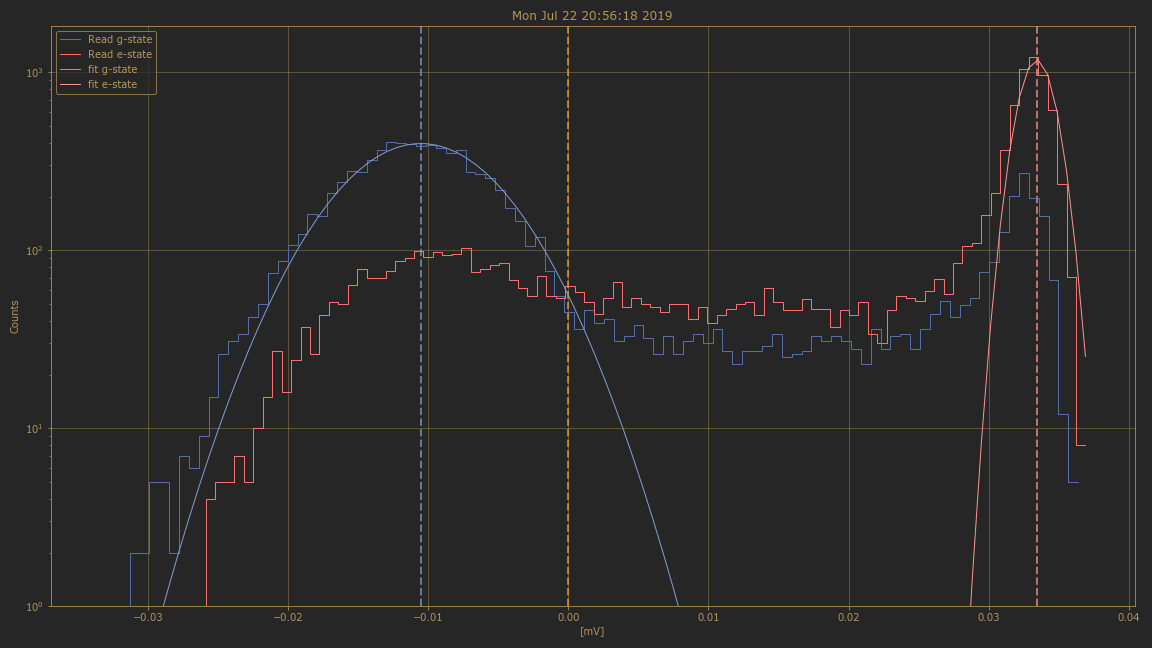 Mon Jul 22 20:56:18 2019
Read g-state
Read e-state
fit g-state
fit e-state
10³
10²
10¹
10⁰
Counts
−0.03 −0.02 −0.01 0.00 0.01 0.02 0.03 0.04
[mV]